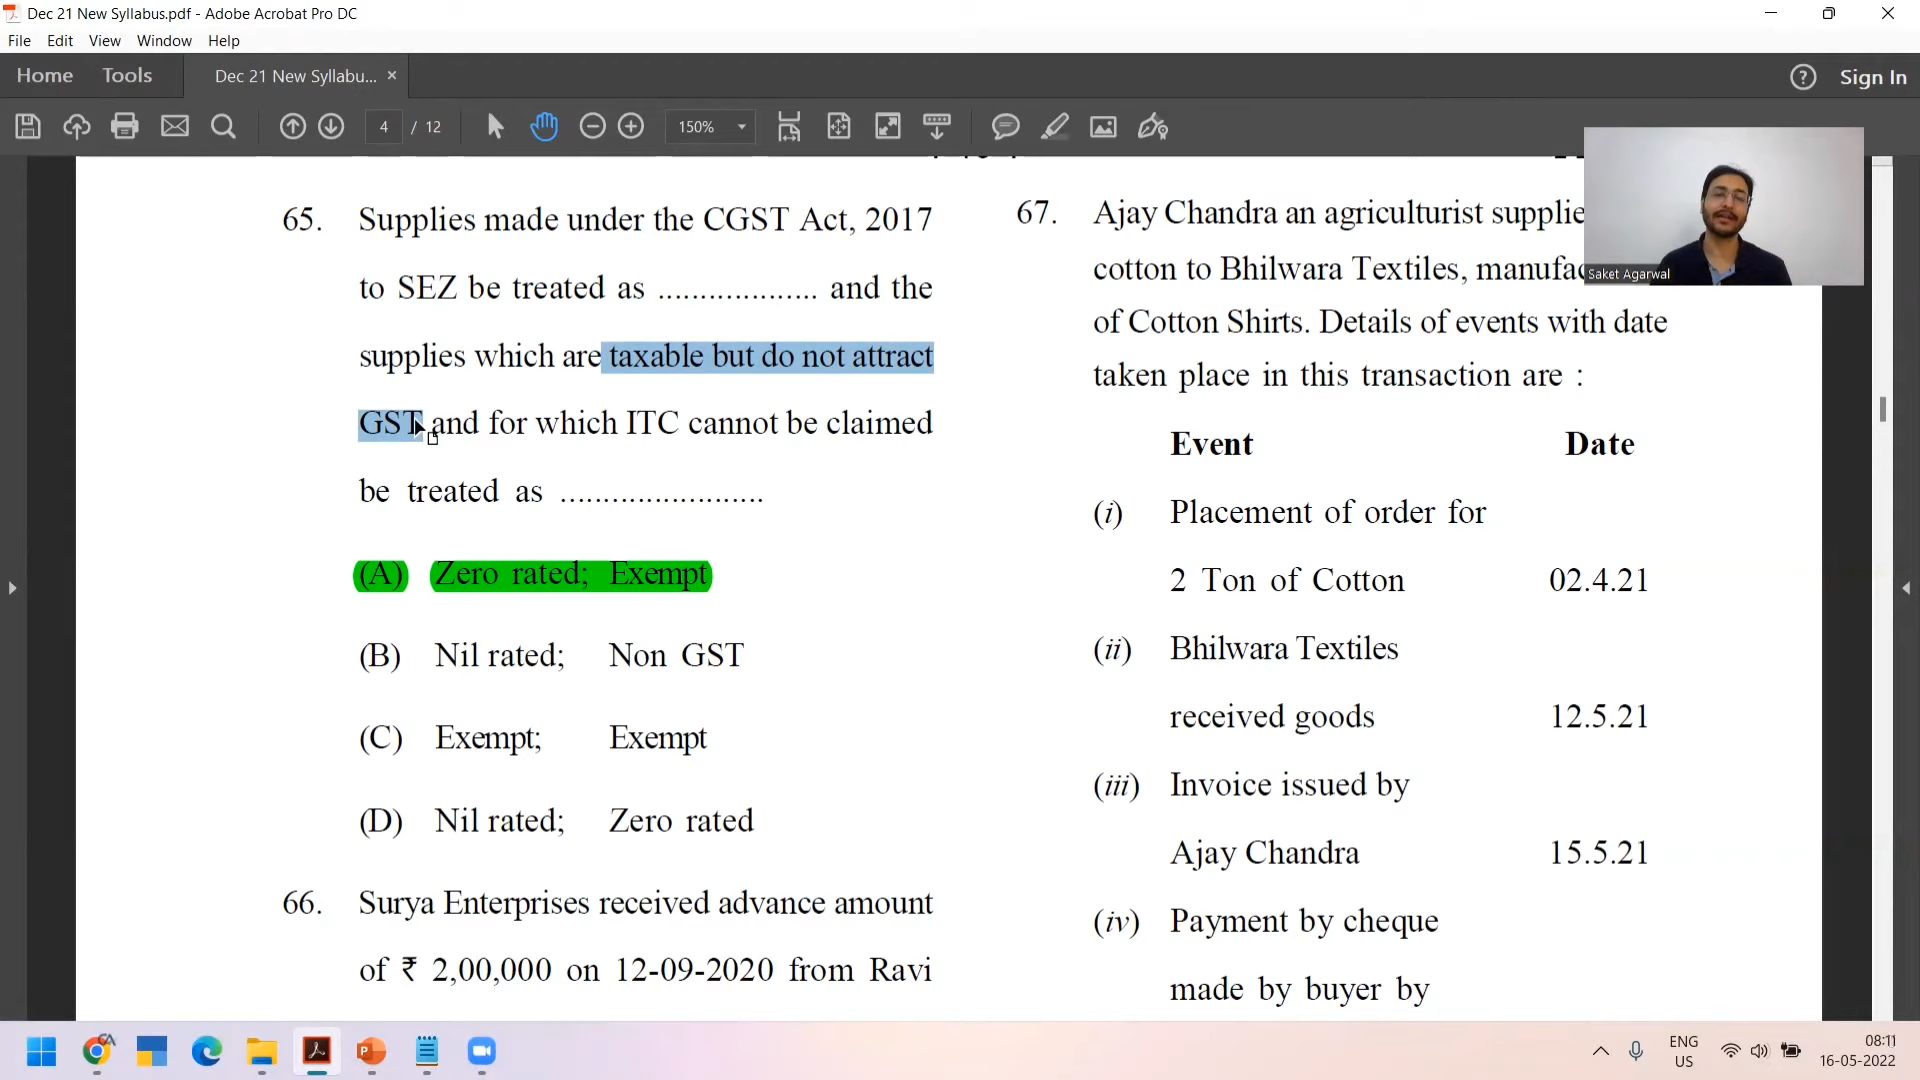 Dec 21 New Syllabus.pdf - Adobe Acrobat Pro DC
File Edit View Window Help
Home Tools Dec 21 New Syllabu... × ? Sign In
4 / 12 150%
65. Supplies made under the CGST Act, 2017
to SEZ be treated as ................... and the
supplies which are taxable but do not attract
GST and for which ITC cannot be claimed
be treated as ........................
(A) Zero rated; Exempt
(B) Nil rated; Non GST
(C) Exempt; Exempt
(D) Nil rated; Zero rated
66. Surya Enterprises received advance amount
of ₹ 2,00,000 on 12-09-2020 from Ravi
67. Ajay Chandra an agriculturist supplie
cotton to Bhilwara Textiles, manufac
of Cotton Shirts. Details of events with date
taken place in this transaction are :
Event Date
(i) Placement of order for
2 Ton of Cotton 02.4.21
(ii) Bhilwara Textiles
received goods 12.5.21
(iii) Invoice issued by
Ajay Chandra 15.5.21
(iv) Payment by cheque
made by buyer by
Saket Agarwal
ENG
US
08:11
16-05-2022